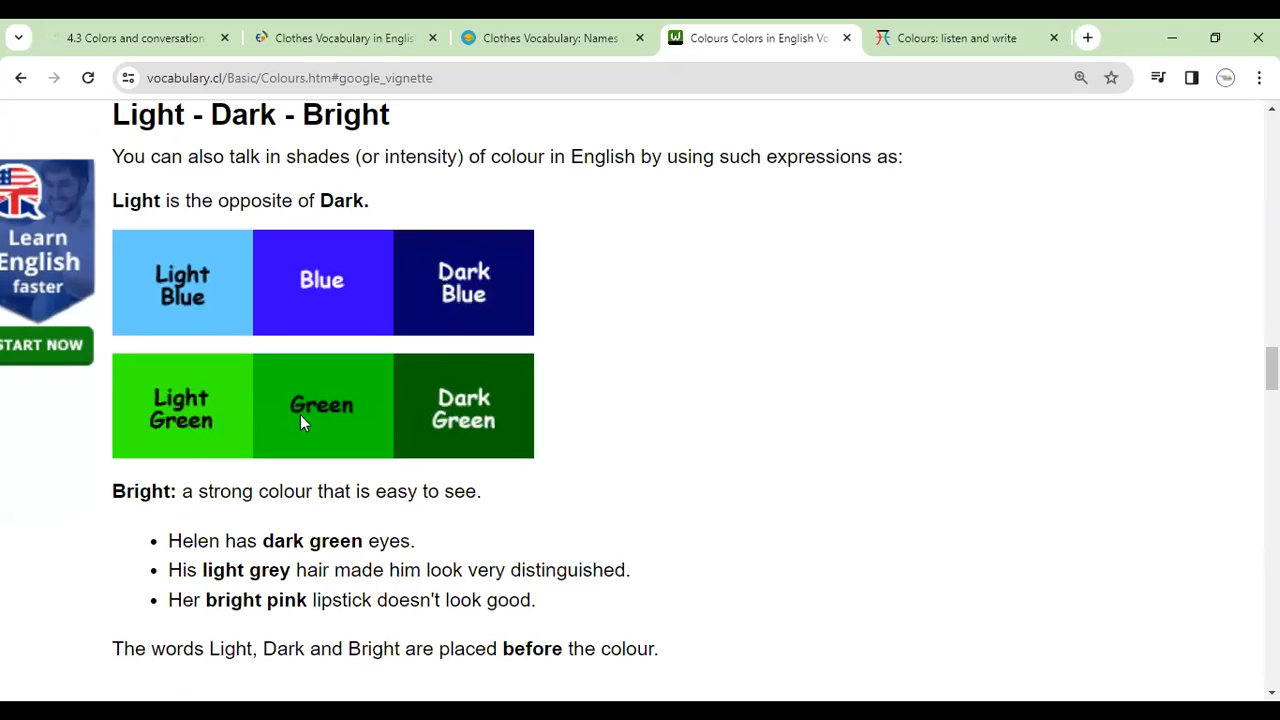 4.3 Colors and conversation
Clothes Vocabulary in Englis
Clothes Vocabulary: Names
Colours Colors in English Vo
Colours: listen and write
vocabulary.cl/Basic/Colours.htm#google_vignette
Light - Dark - Bright
You can also talk in shades (or intensity) of colour in English by using such expressions as:
Light is the opposite of Dark.
Learn
English
faster
START NOW
Light
Blue
Blue
Dark
Blue
Light
Green
Green
Dark
Green
Bright: a strong colour that is easy to see.
• Helen has dark green eyes.
• His light grey hair made him look very distinguished.
• Her bright pink lipstick doesn't look good.
The words Light, Dark and Bright are placed before the colour.